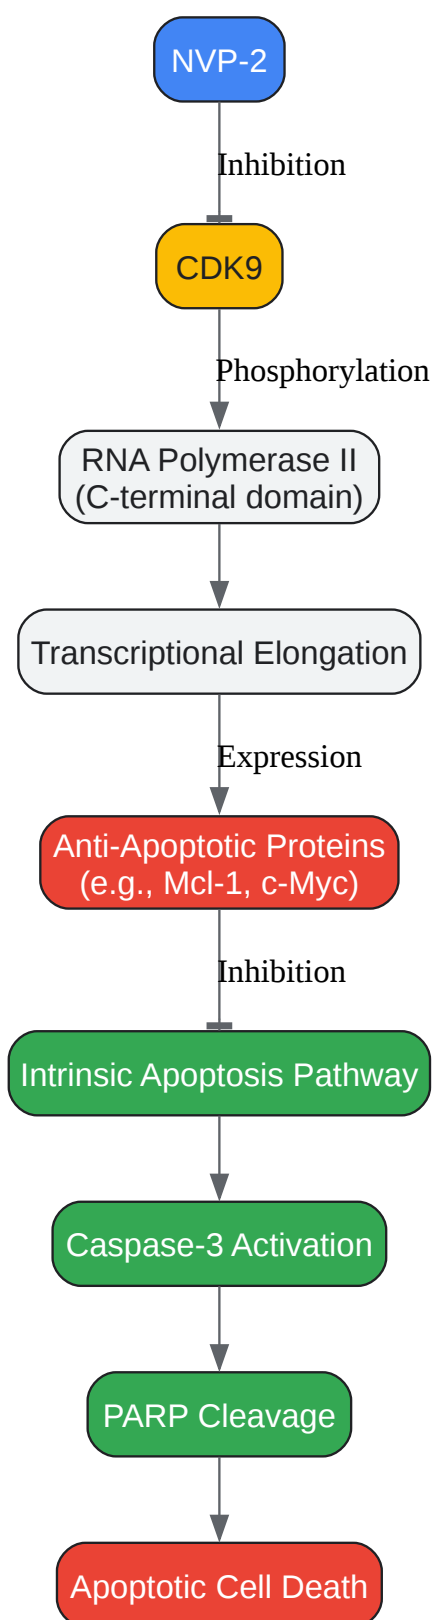 NVP-2
Inhibition
CDK9
Phosphorylation
RNA Polymerase II
(C-terminal domain)
Transcriptional Elongation
Expression
Anti-Apoptotic Proteins
(e.g., Mcl-1, c-Myc)
Inhibition
Intrinsic Apoptosis Pathway
Caspase-3 Activation
PARP Cleavage
Apoptotic Cell Death